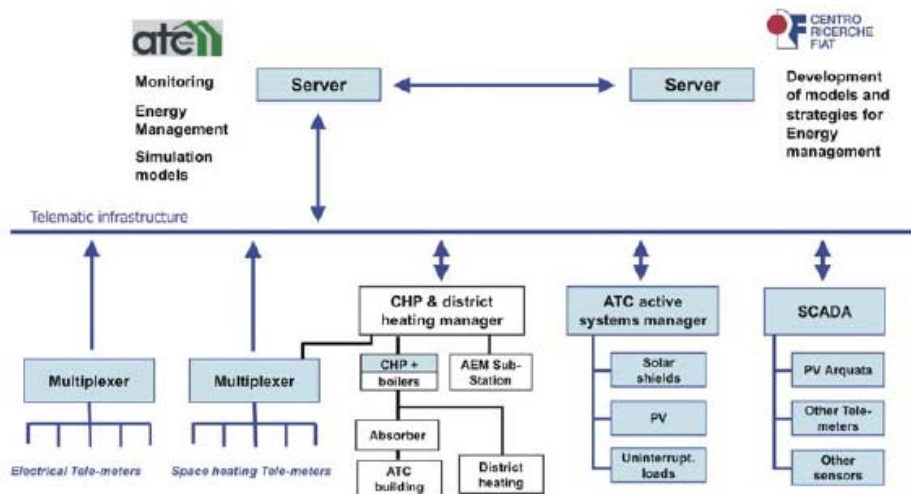 atc
CENTRO
RICERCHE
FIAT
Monitoring
Energy
Management
Simulation
models
Server
Server
Development
of models and
strategies for
Energy
management
Telematic infrastructure
CHP & district
heating manager
ATC active
systems manager
SCADA
Multiplexer
Multiplexer
CHP +
boilers
AEM Sub-
Station
Solar
shields
PV Arquata
Absorber
PV
Other Tele-
meters
Electrical Tele-meters
Space heating Tele-meters
ATC
building
District
heating
Uninterrupt.
loads
Other
sensors